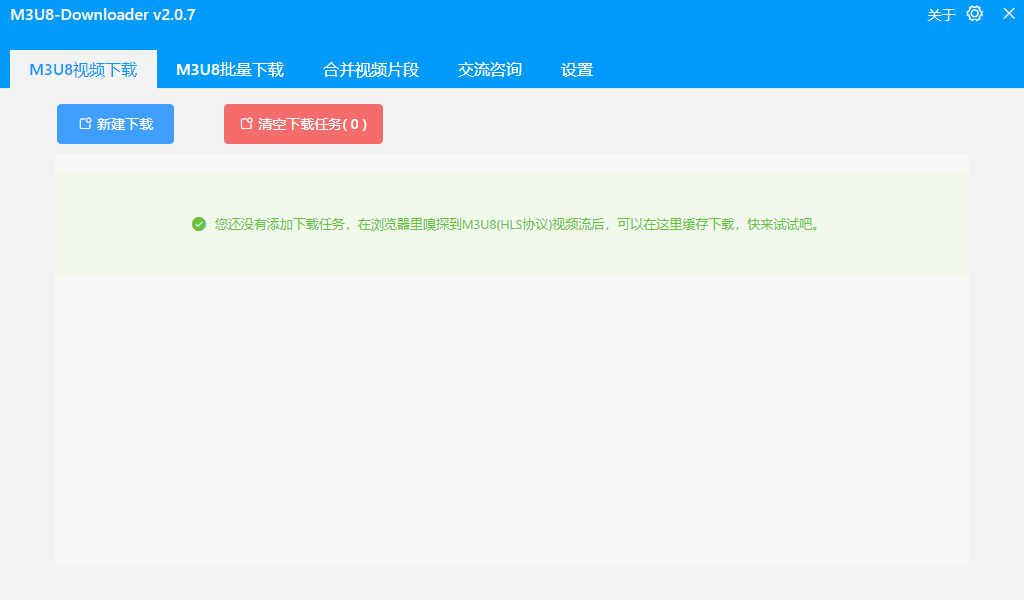 M3U8-Downloader v2.0.7
关于
M3U8视频下载 M3U8批量下载 合并视频片段 交流咨询 设置
新建下载 清空下载任务( 0 )
您还没有添加下载任务，在浏览器里嗅探到M3U8(HLS协议)视频流后，可以在这里缓存下载，快来试试吧。